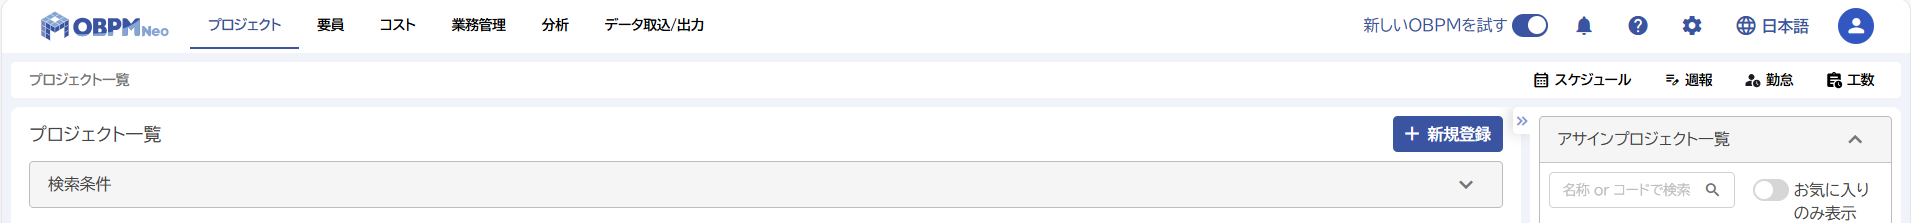 OBPM Neo プロジェクト 要員 コスト 業務管理 分析 データ取込/出力 新しいOBPMを試す 日本語
プロジェクト一覧 スケジュール 週報 勤怠 工数
プロジェクト一覧 + 新規登録
検索条件
アサインプロジェクト一覧
名称 or コードで検索 お気に入り
のみ表示